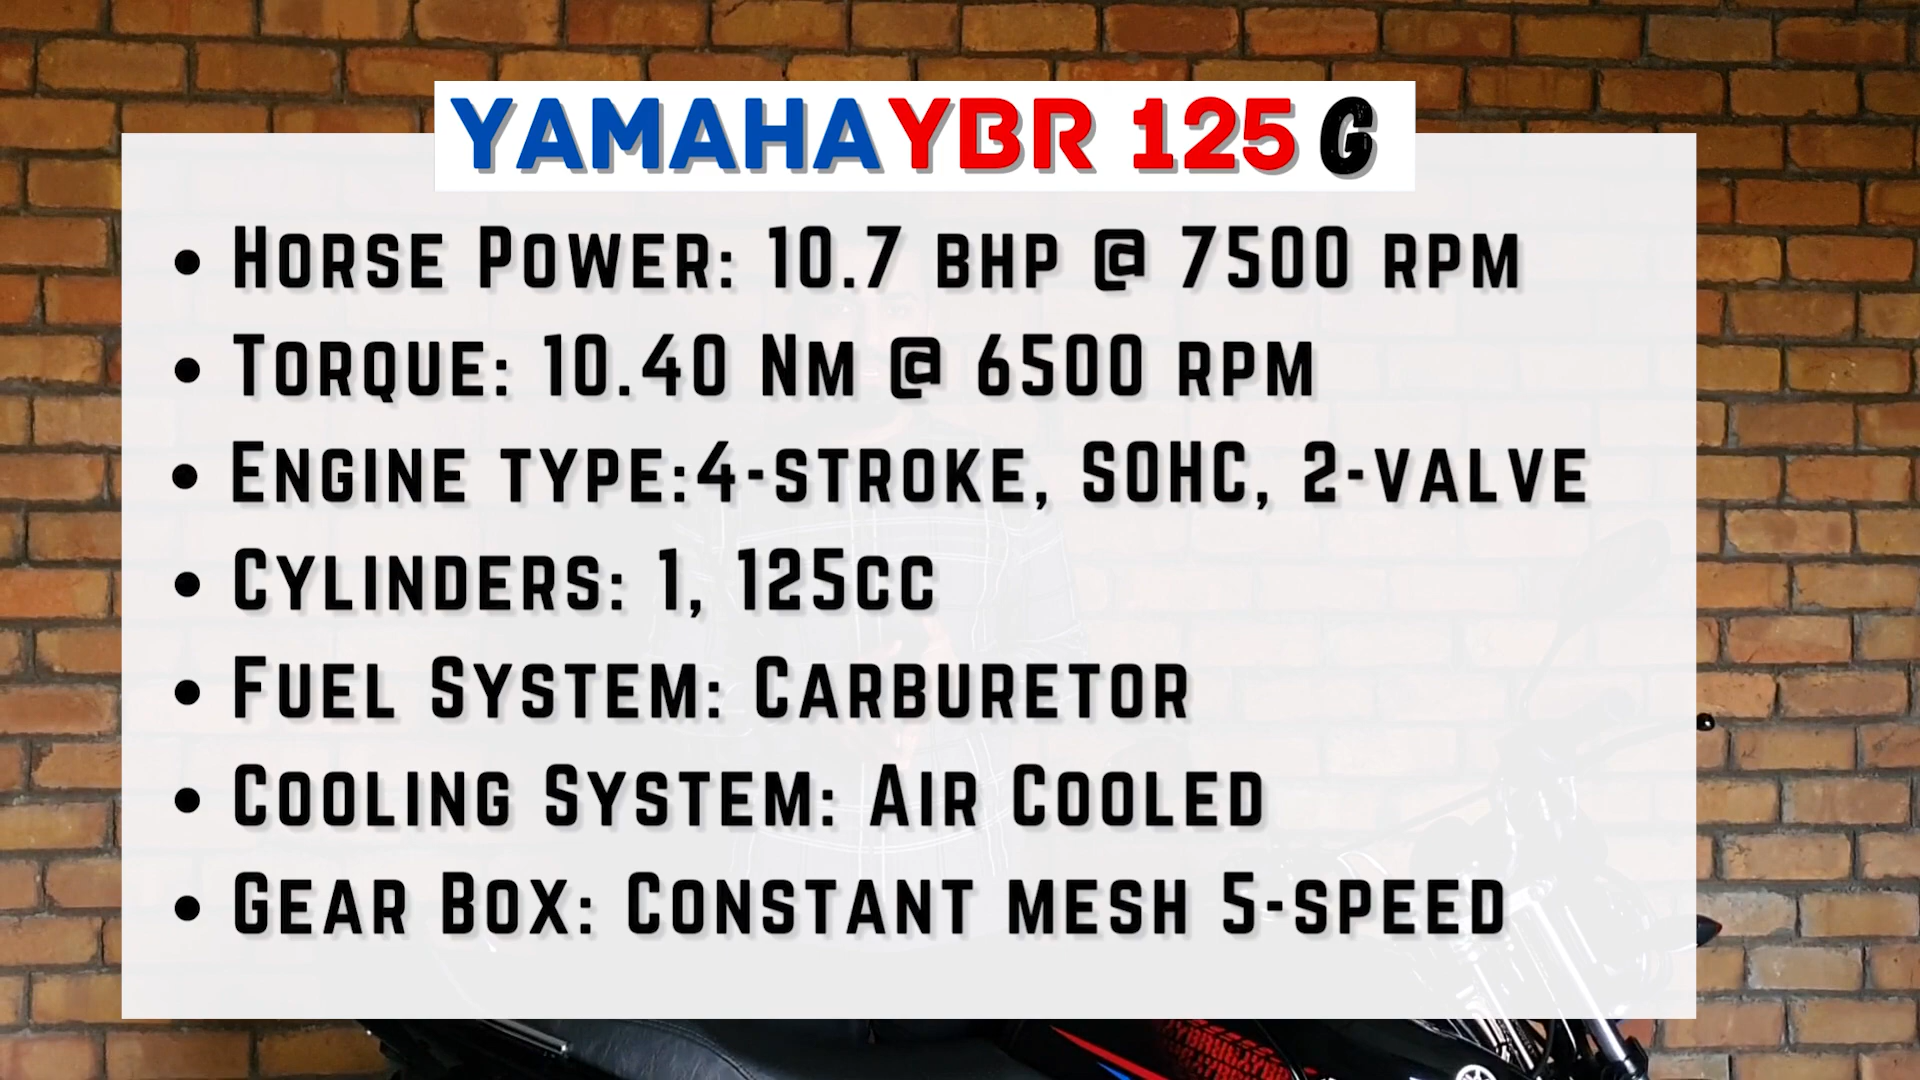 YAMAHA YBR 125 G
• Horse Power: 10.7 bhp @ 7500 rpm
• Torque: 10.40 Nm @ 6500 rpm
• Engine type:4-stroke, SOHC, 2-valve
• Cylinders: 1, 125cc
• Fuel System: Carburetor
• Cooling System: Air Cooled
• Gear Box: Constant mesh 5-speed